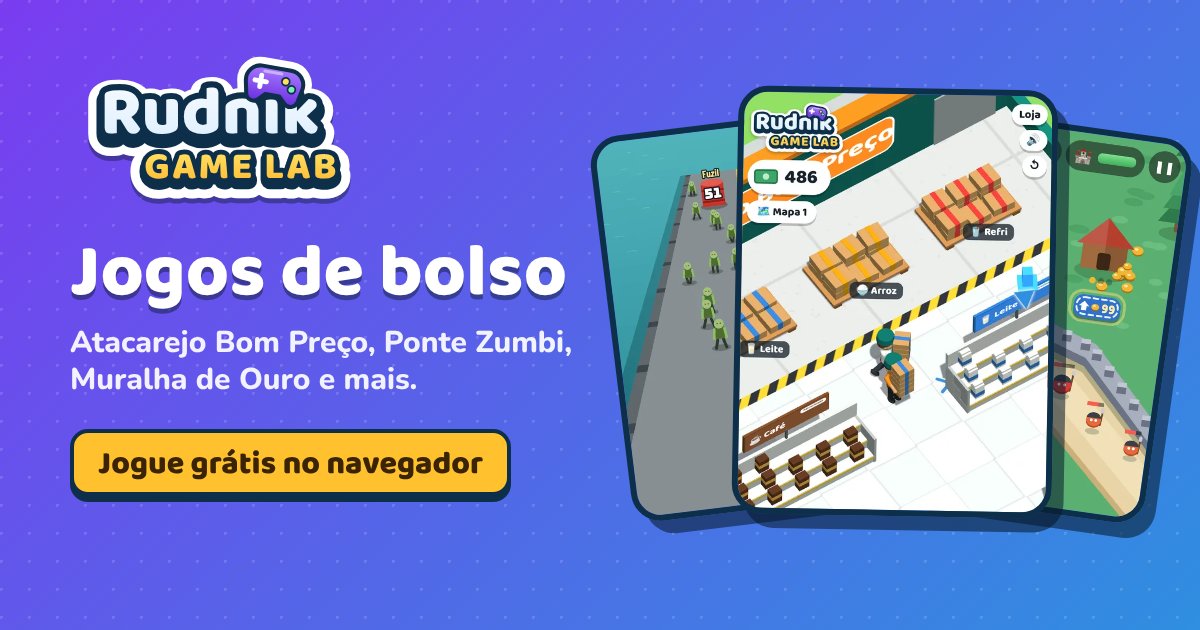 Rudnik
GAME LAB
Jogos de bolso
Atacarejo Bom Preço, Ponte Zumbi,
Muralha de Ouro e mais.
Jogue grátis no navegador
Fuzil
51
Rudnik
GAME LAB
Preço
Loja
486
Mapa 1
Refri
Arroz
Leite
Leite
Café
99